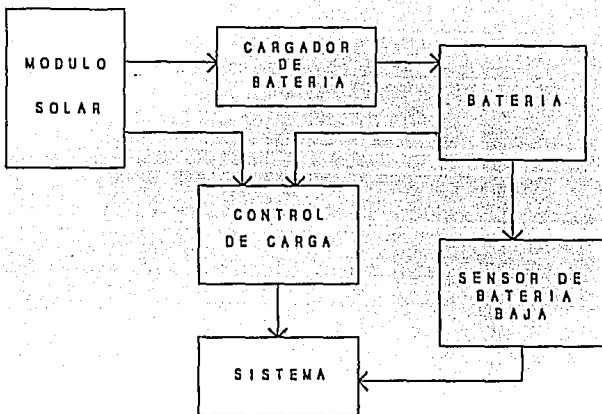 MODULO
SOLAR
CARGADOR
DE
BATERIA
BATERIA
CONTROL
DE CARGA
SENSOR DE
BATERIA
BAJA
SISTEMA